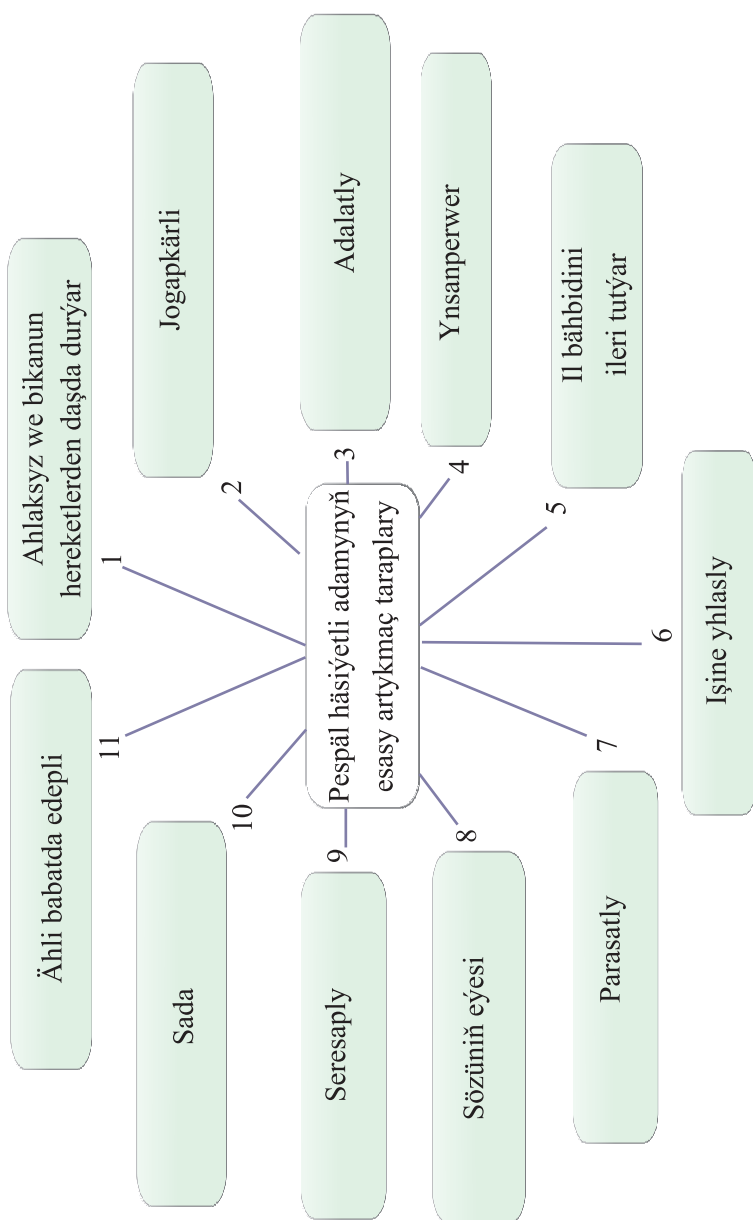 Pespäl häsiýetli adamynyň
esasy artykmaç taraplary
1
Ahlaksyz we bikanun
hereketlerden daşda durýar
2
Jogapkärli
3
Adalatly
4
Ynsanperwer
5
Il bähbidini
ileri tutýar
6
Işine yhlasly
7
Parasatly
8
Sözüniň eýesi
9
Seresaply
10
Sada
11
Ähli babatda edepli